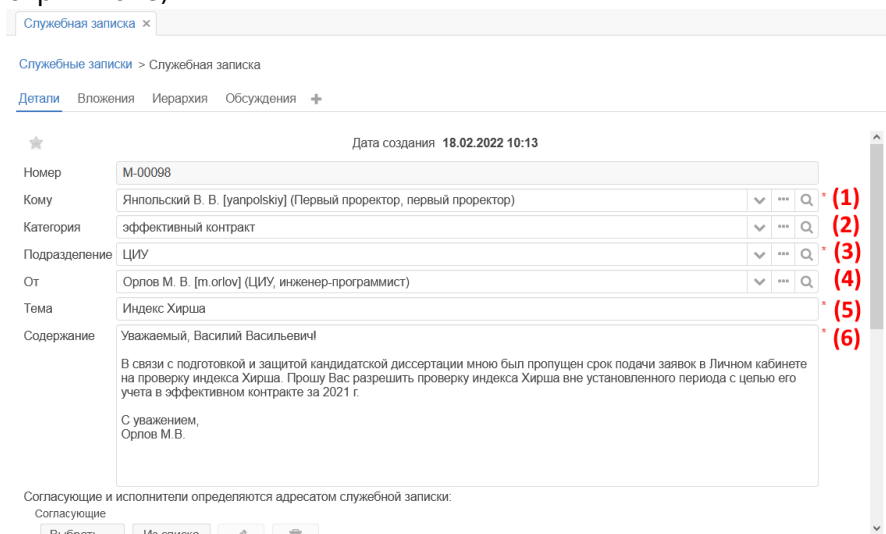 Служебная записка ×
Служебные записки > Служебная записка
Детали Вложения Иерархия Обсуждения +
Дата создания 18.02.2022 10:13
Номер М-00098
Кому Янпольский В. В. [yanpolskiy] (Первый проректор, первый проректор) * (1)
Категория эффективный контракт (2)
Подразделение ЦИУ * (3)
От Орлов М. В. [m.orlov] (ЦИУ, инженер-программист) (4)
Тема Индекс Хирша * (5)
Содержание Уважаемый, Василий Васильевич! * (6)
В связи с подготовкой и защитой кандидатской диссертации мною был пропущен срок подачи заявок в Личном кабинете
на проверку индекса Хирша. Прошу Вас разрешить проверку индекса Хирша вне установленного периода с целью его
учета в эффективном контракте за 2021 г.
С уважением,
Орлов М.В.
Согласующие и исполнители определяются адресатом служебной записки:
Согласующие